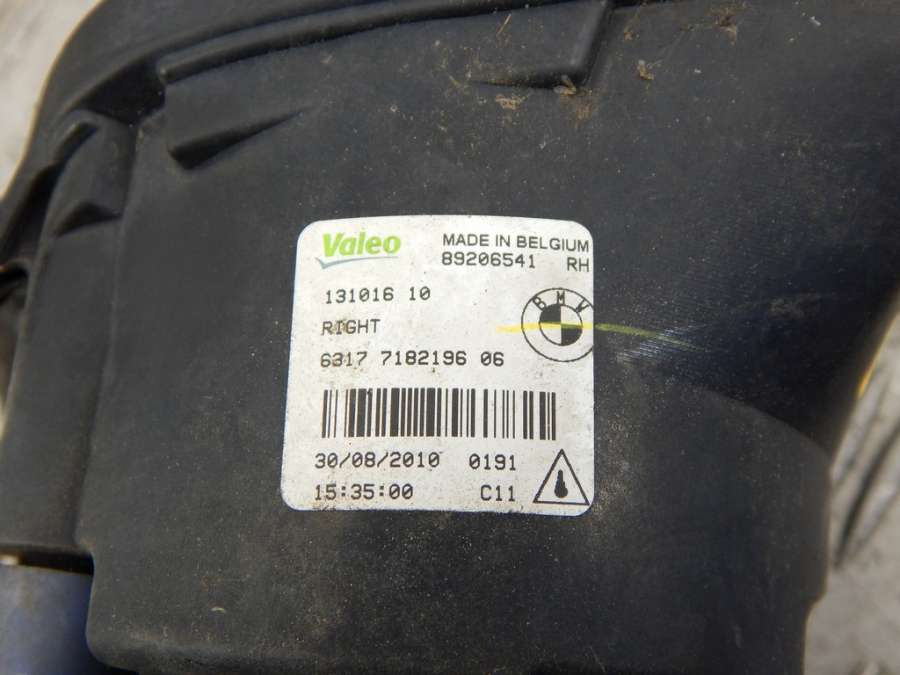 Valeo
MADE IN BELGIUM
89206541 RH
131016 10
BMW
RIGHT
6317 7182196 06
30/08/2010 0191
15:35:00 C11